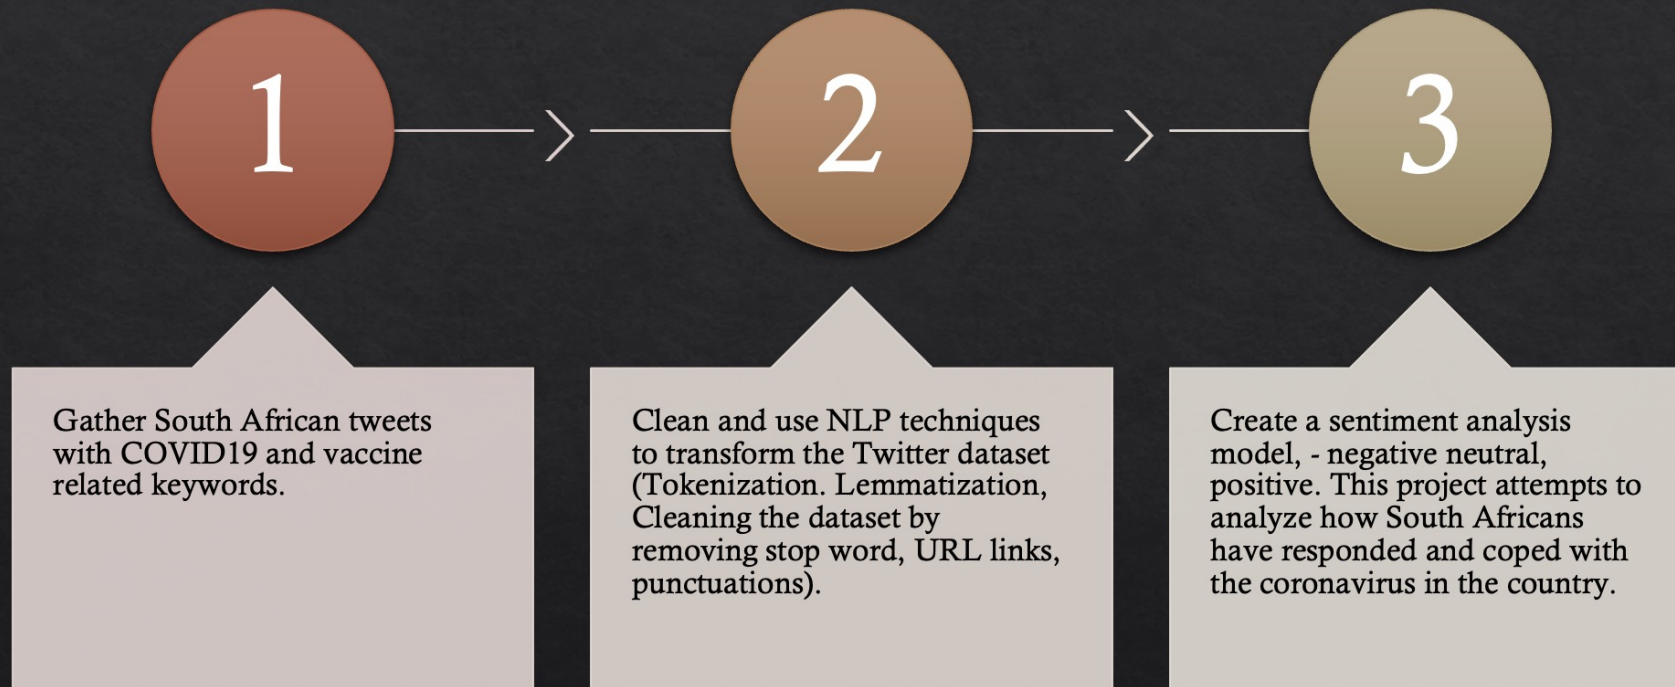 1
2
3
Gather South African tweets
with COVID19 and vaccine
related keywords.
Clean and use NLP techniques
to transform the Twitter dataset
(Tokenization. Lemmatization,
Cleaning the dataset by
removing stop word, URL links,
punctuations).
Create a sentiment analysis
model, - negative neutral,
positive. This project attempts to
analyze how South Africans
have responded and coped with
the coronavirus in the country.